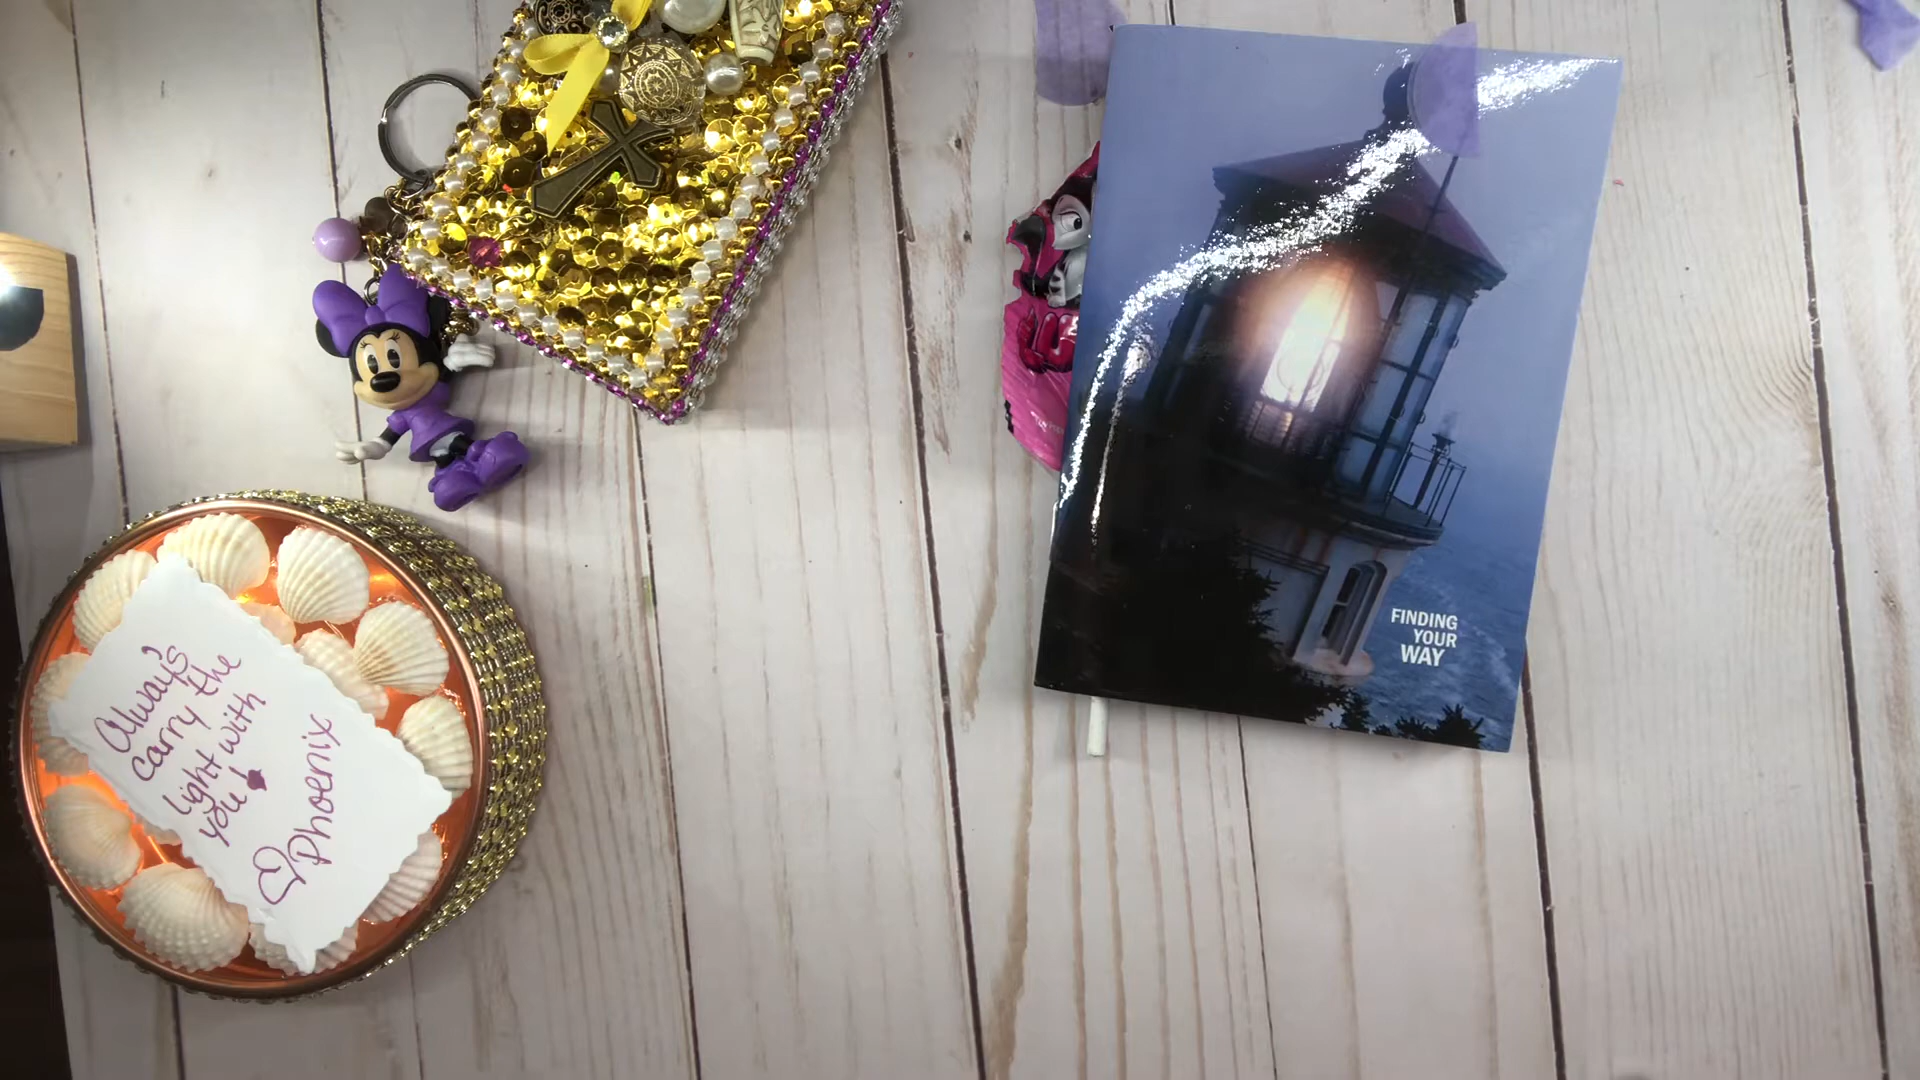 Always
carry the
light with
you!
Phoenix
FINDING
YOUR
WAY